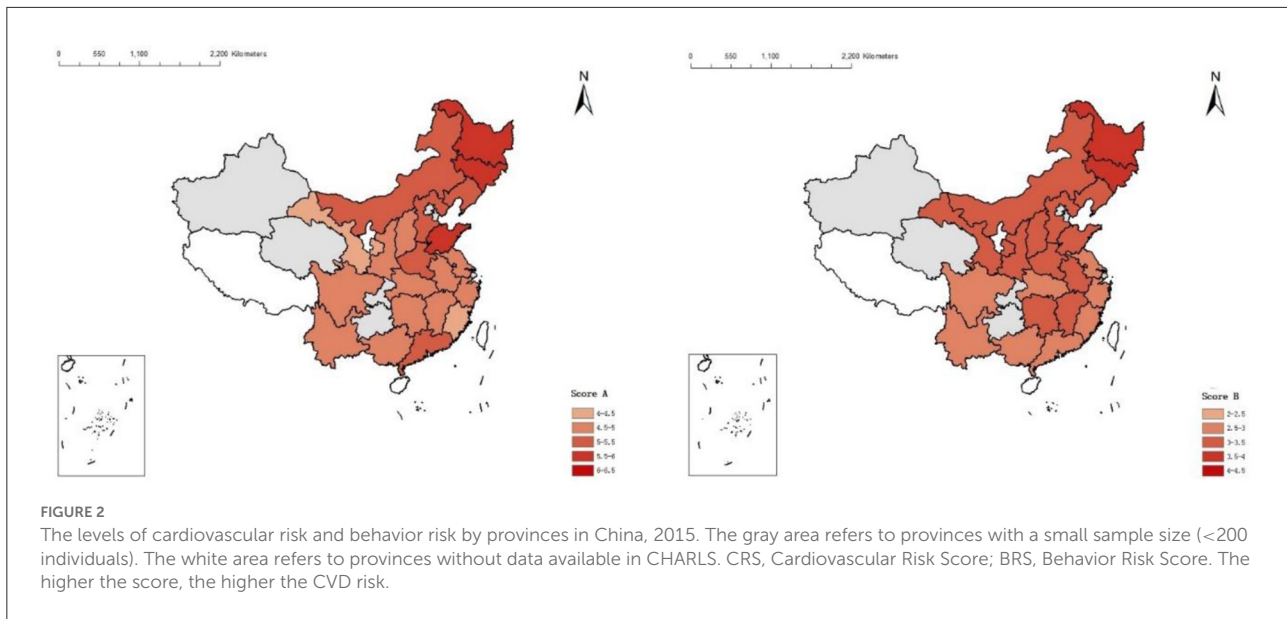 0 550 1,100 2,200 Kilometers
N
Score A
4-4.5
4.5-5
5-5.5
5.5-6
6-6.5
0 550 1,100 2,200 Kilometers
N
Score B
2-2.5
2.5-3
3-3.5
3.5-4
4-4.5
FIGURE 2
The levels of cardiovascular risk and behavior risk by provinces in China, 2015. The gray area refers to provinces with a small sample size (<200
individuals). The white area refers to provinces without data available in CHARLS. CRS, Cardiovascular Risk Score; BRS, Behavior Risk Score. The
higher the score, the higher the CVD risk.